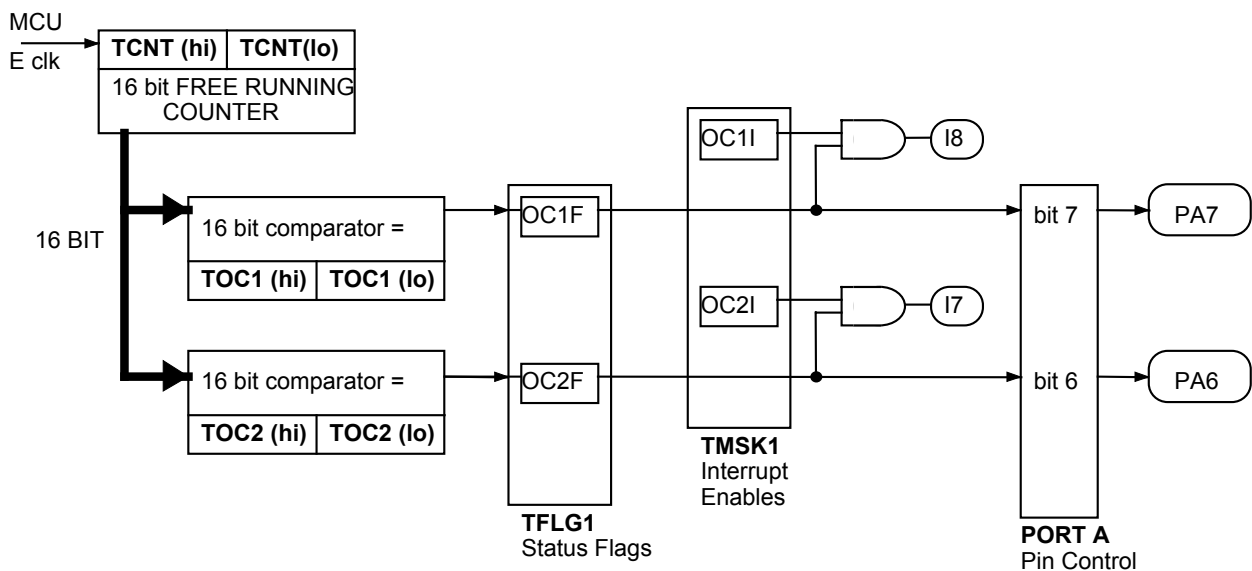 MCU
E clk
TCNT (hi) TCNT(lo)
16 bit FREE RUNNING
COUNTER
16 BIT
16 bit comparator =
TOC1 (hi) TOC1 (lo)
16 bit comparator =
TOC2 (hi) TOC2 (lo)
OC1F
OC2F
TFLG1
Status Flags
OC1I
I8
OC2I
I7
TMSK1
Interrupt
Enables
bit 7
PA7
bit 6
PA6
PORT A
Pin Control